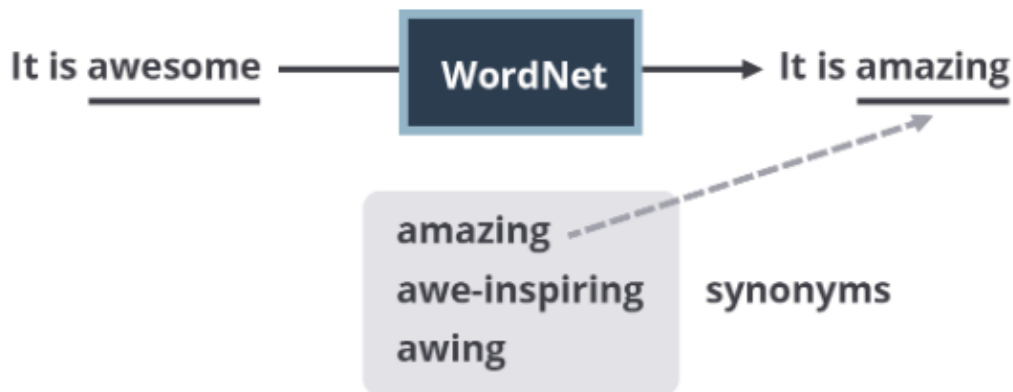 It is awesome
WordNet
It is amazing
amazing
awe-inspiring
synonyms
awing